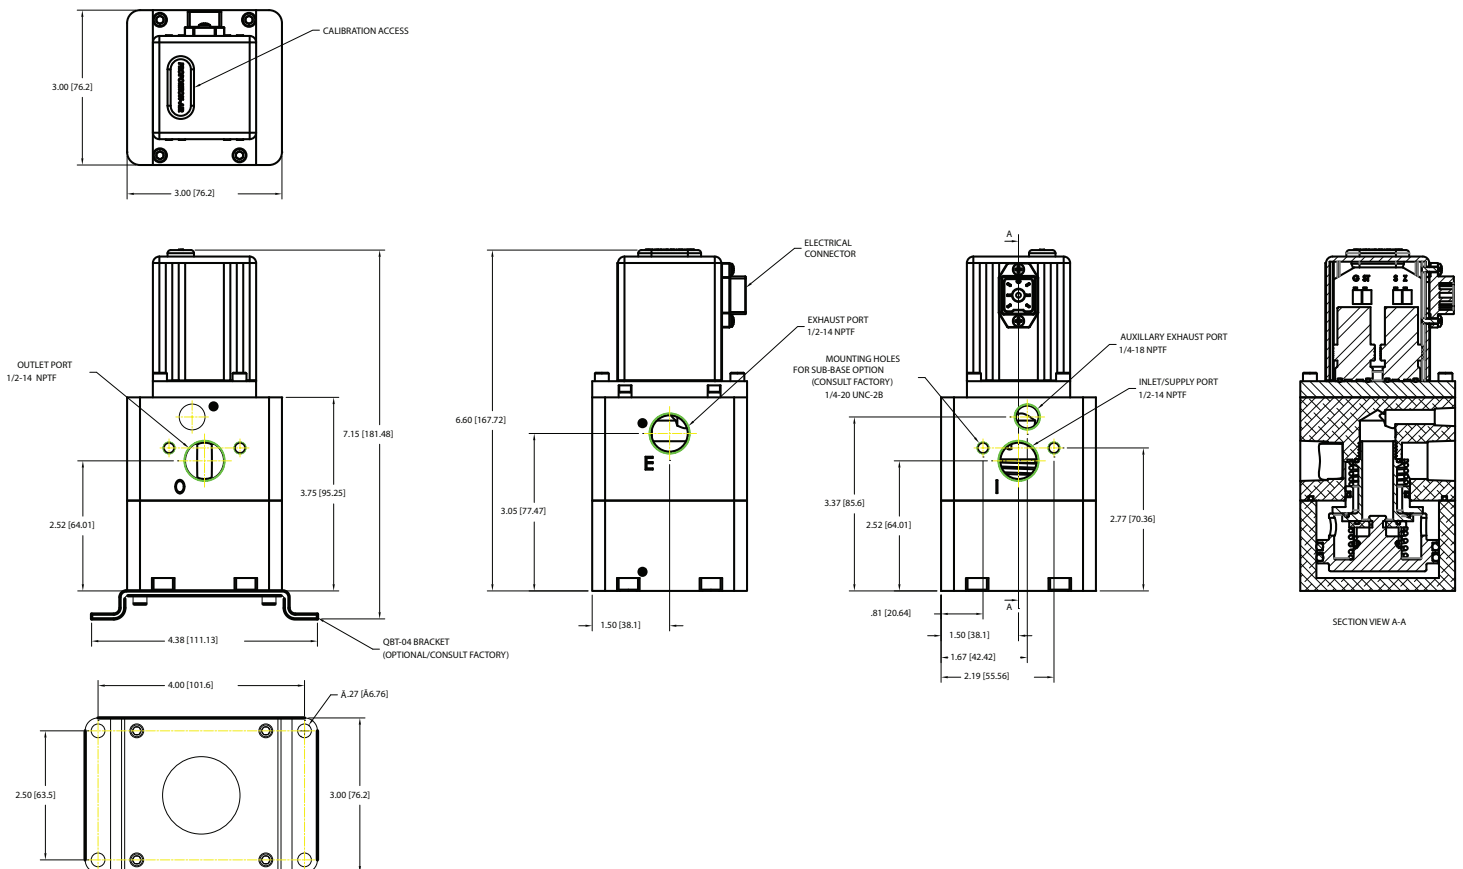 CALIBRATION ACCESS
3.00 [76.2]
3.00 [76.2]
OUTLET PORT
1/2-14 NPTF
O
2.52 [64.01]
3.75 [95.25]
7.15 [181.48]
4.38 [111.13]
QBT-04 BRACKET
(OPTIONAL/CONSULT FACTORY)
ELECTRICAL
CONNECTOR
EXHAUST PORT
1/2-14 NPTF
6.60 [167.72]
E
3.05 [77.47]
1.50 [38.1]
A
MOUNTING HOLES
FOR SUB-BASE OPTION
(CONSULT FACTORY)
1/4-20 UNC-2B
AUXILLARY EXHAUST PORT
1/4-18 NPTF
INLET/SUPPLY PORT
1/2-14 NPTF
I
3.37 [85.6]
2.52 [64.01]
2.77 [70.36]
A
.81 [20.64]
1.50 [38.1]
1.67 [42.42]
2.19 [55.56]
S Z
SECTION VIEW A-A
4.00 [101.6]
Â.27 [Â6.76]
2.50 [63.5]
3.00 [76.2]